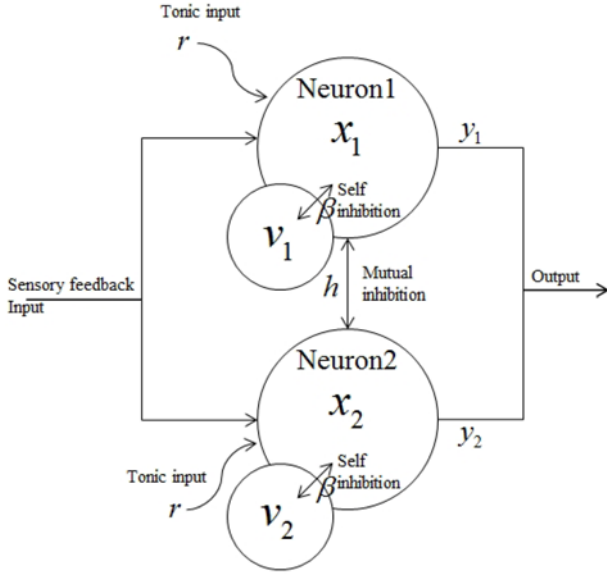 Tonic input
r
Neuron1
x₁
y₁
Self
β inhibition
v₁
Sensory feedback
Input
h
Mutual
inhibition
Output
Neuron2
x₂
y₂
Tonic input
r
Self
β inhibition
v₂